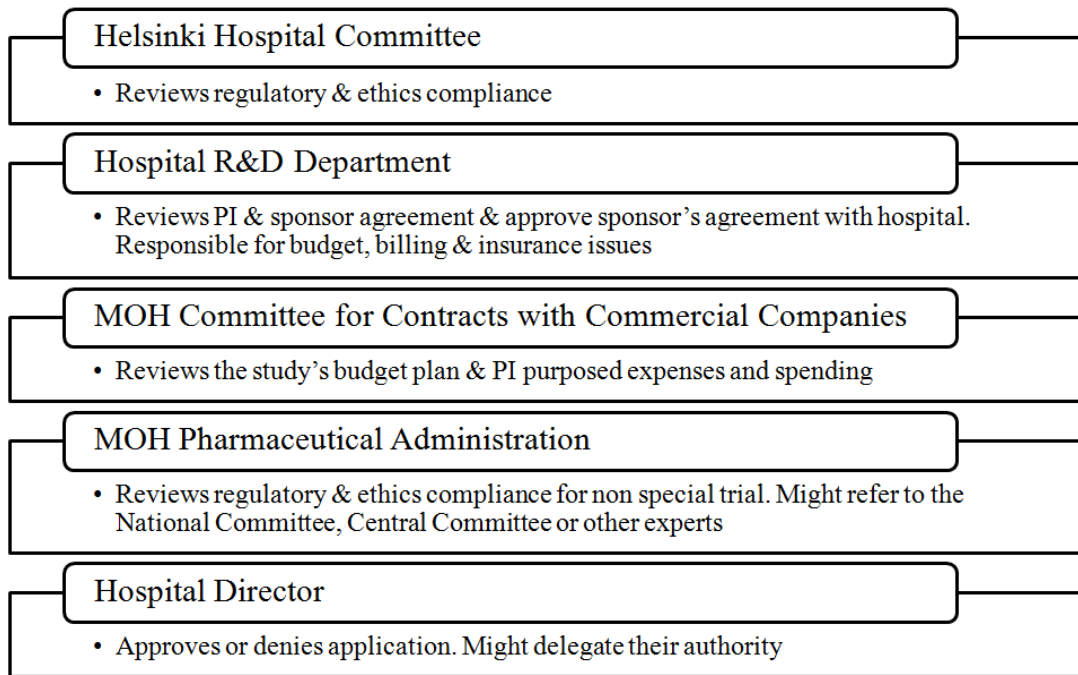 Helsinki Hospital Committee
• Reviews regulatory & ethics compliance
Hospital R&D Department
• Reviews PI & sponsor agreement & approve sponsor’s agreement with hospital.
Responsible for budget, billing & insurance issues
MOH Committee for Contracts with Commercial Companies
• Reviews the study’s budget plan & PI purposed expenses and spending
MOH Pharmaceutical Administration
• Reviews regulatory & ethics compliance for non special trial. Might refer to the
National Committee, Central Committee or other experts
Hospital Director
• Approves or denies application. Might delegate their authority